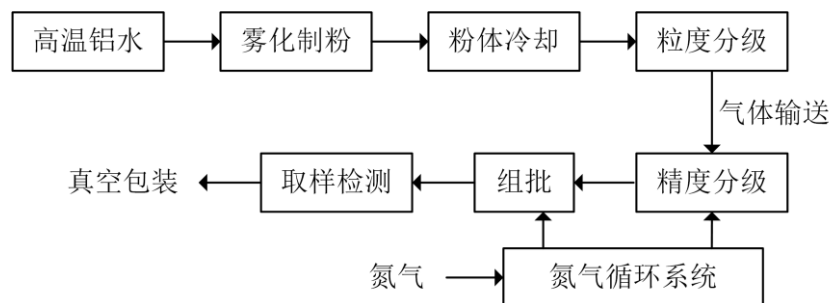 高温铝水
雾化制粉
粉体冷却
粒度分级
气体输送
真空包装
取样检测
组批
精度分级
氮气
氮气循环系统